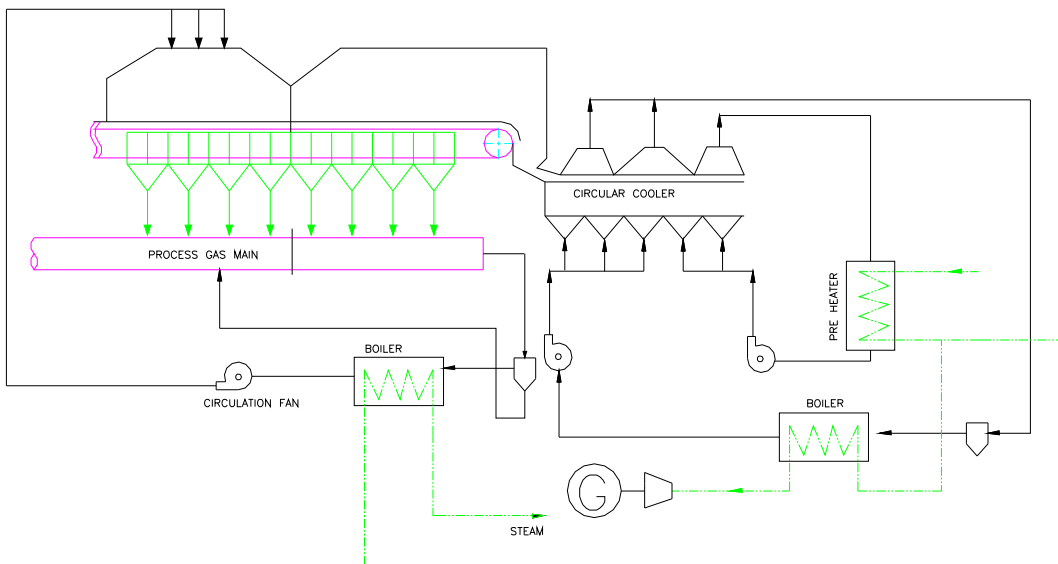 CIRCULAR COOLER
PROCESS GAS MAIN
PRE HEATER
BOILER
CIRCULATION FAN
BOILER
G
STEAM